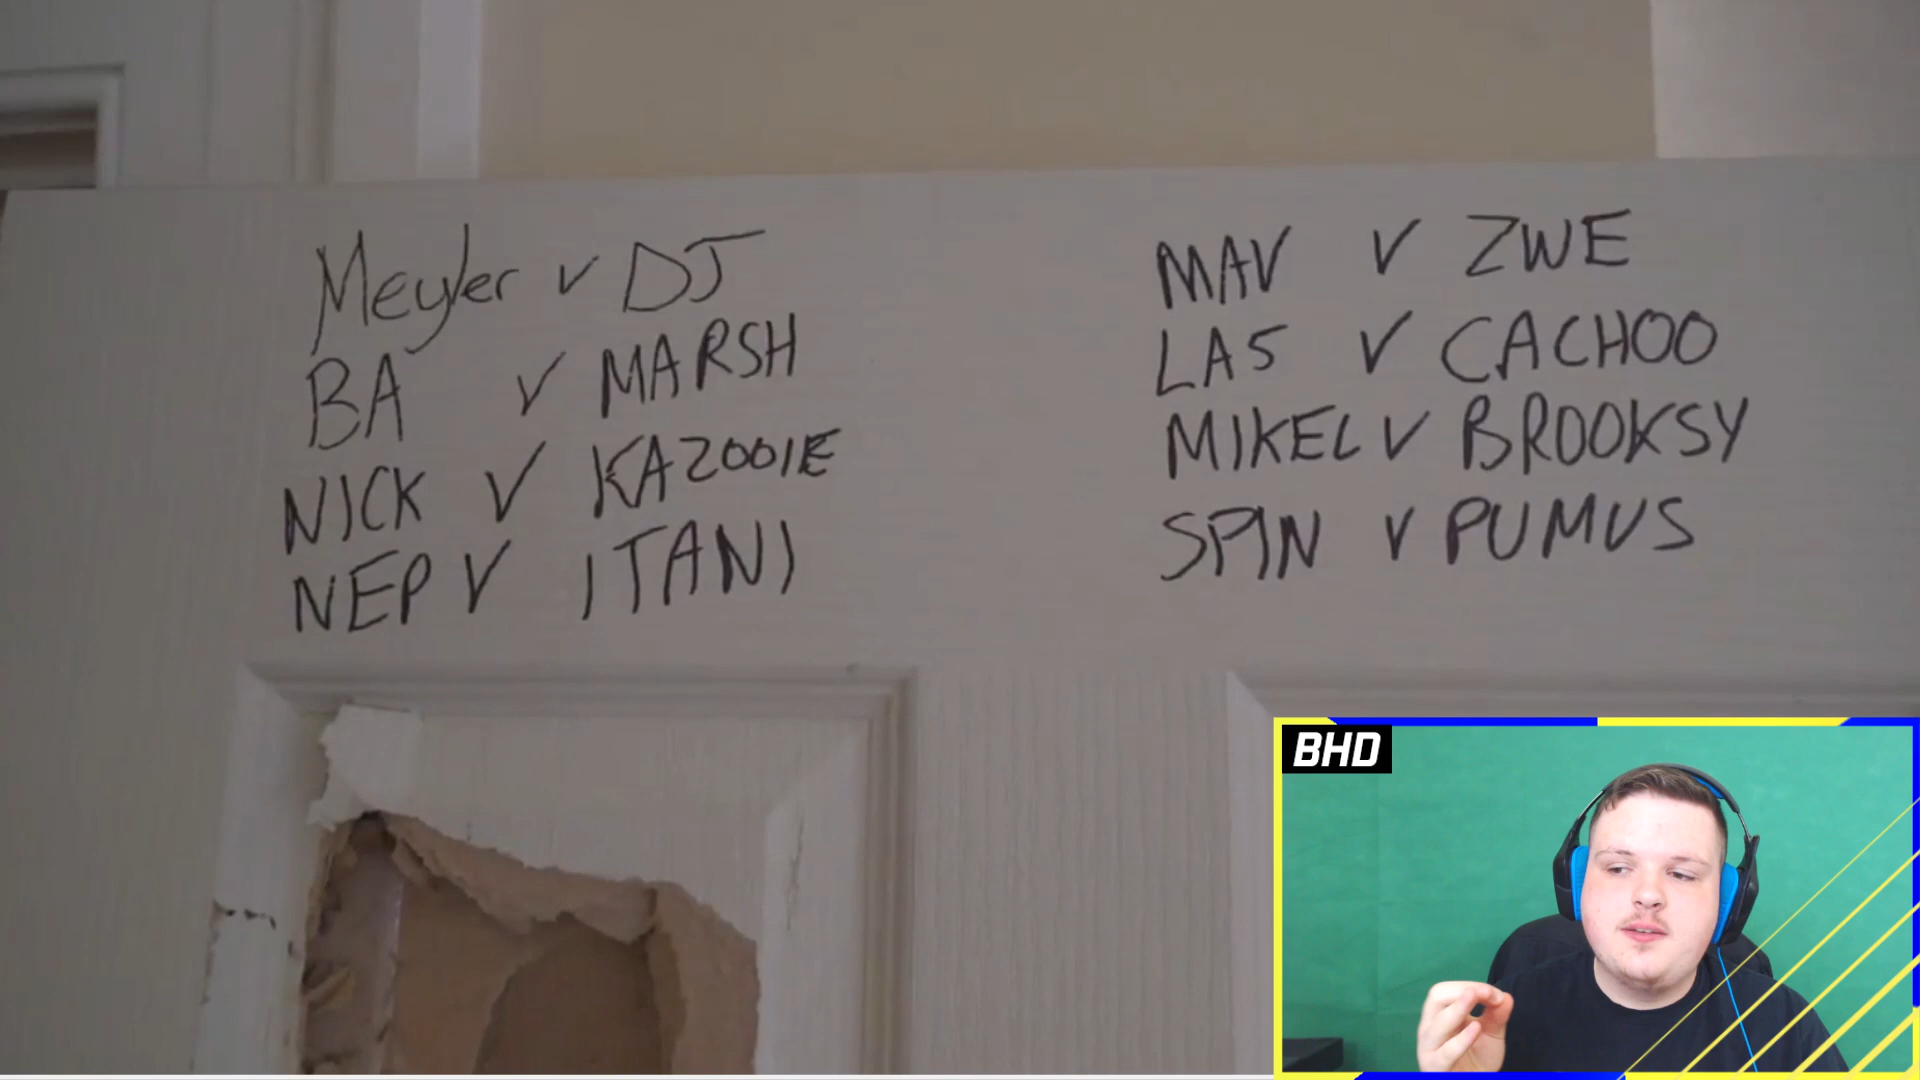 Meyler v DJ
BA v MARSH
NICK v KAZOOIE
NEP v ITANI
MAV v ZWE
LAS v CACHOO
MIKEL v BROOKSY
SPIN v PUMUS
BHD